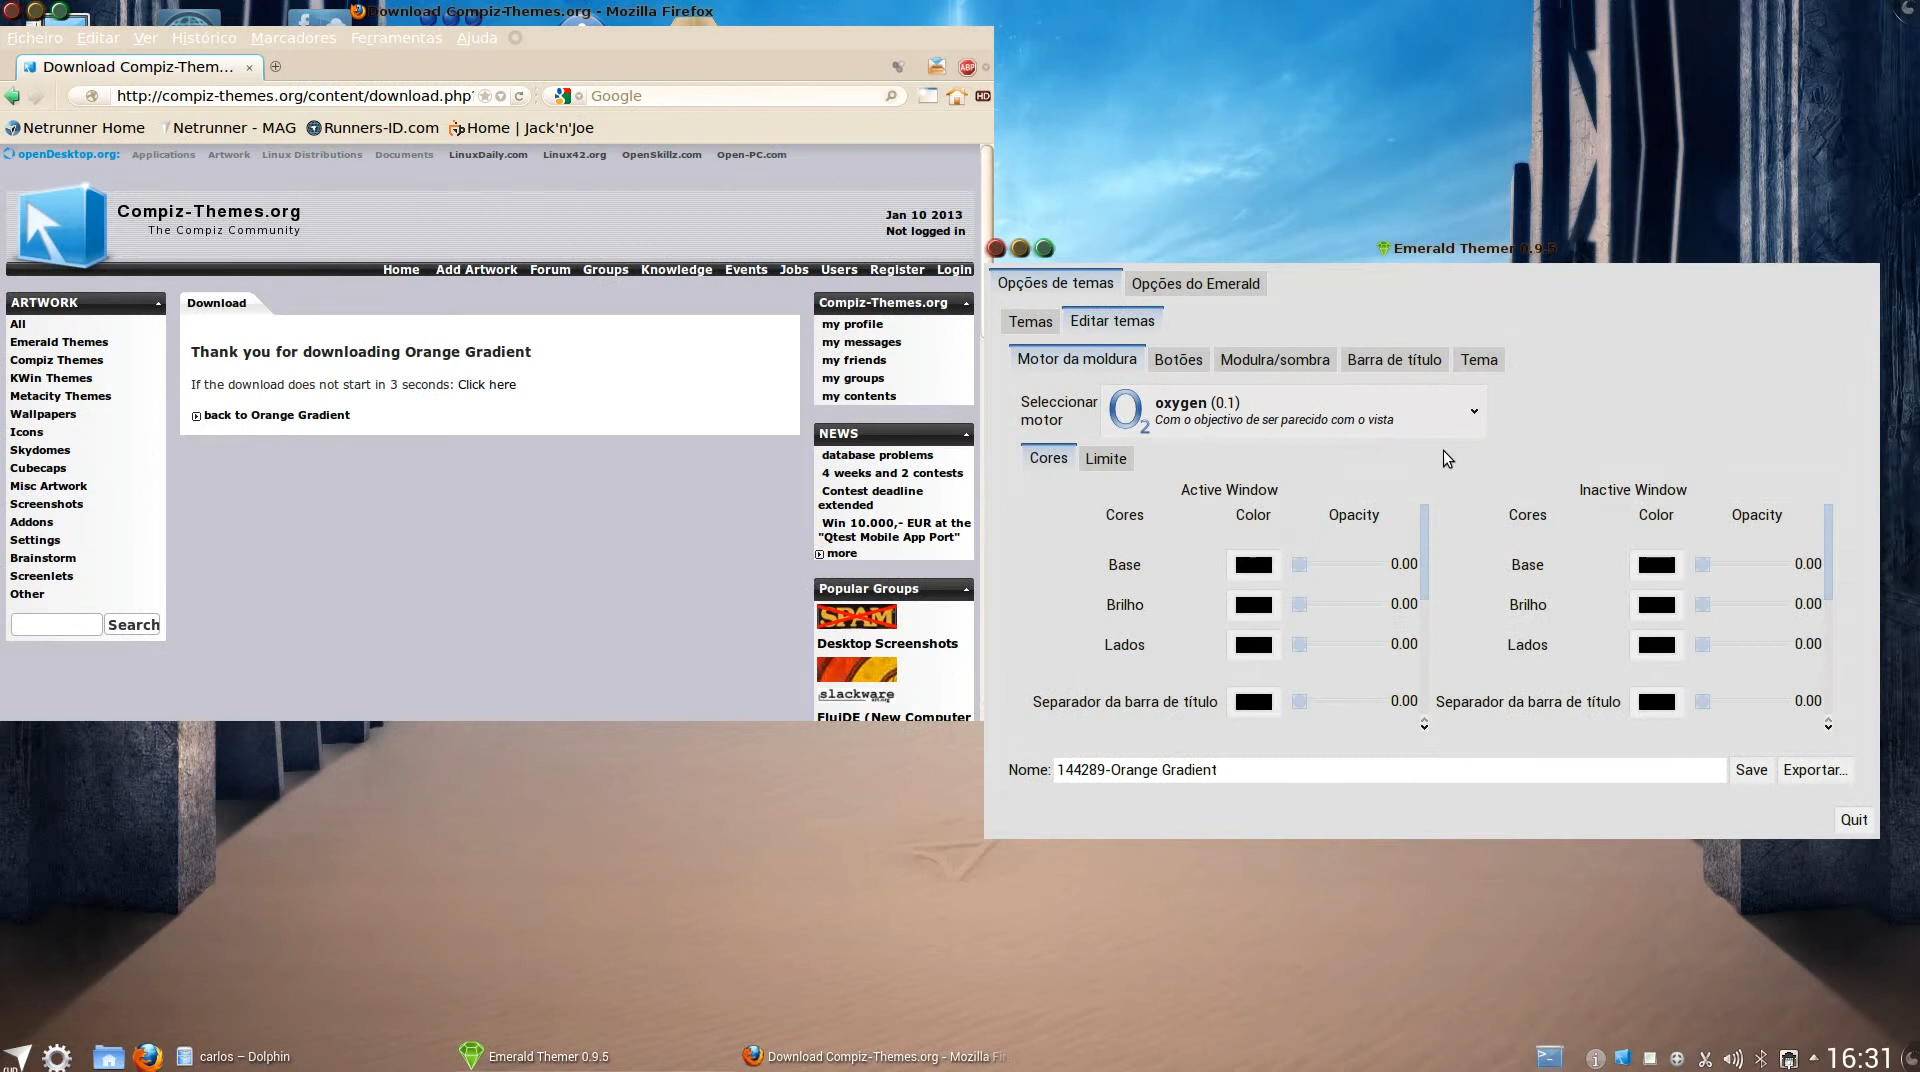 Download Compiz-Themes.org - Mozilla Firefox
Ficheiro Editar Ver Histórico Marcadores Ferramentas Ajuda
Download Compiz-Them...
ABP
http://compiz-themes.org/content/download.php
Google
HD
Netrunner Home Netrunner - MAG Runners-ID.com Home | Jack'n'Joe
openDesktop.org: Applications Artwork Linux Distributions Documents LinuxDaily.com Linux42.org OpenSkillz.com Open-PC.com
Compiz-Themes.org
The Compiz Community
Jan 10 2013
Not logged in
Home Add Artwork Forum Groups Knowledge Events Jobs Users Register Login
ARTWORK
All
Emerald Themes
Compiz Themes
KWin Themes
Metacity Themes
Wallpapers
Icons
Skydomes
Cubecaps
Misc Artwork
Screenshots
Addons
Settings
Brainstorm
Screenlets
Other
Search
Download
Thank you for downloading Orange Gradient
If the download does not start in 3 seconds: Click here
back to Orange Gradient
Compiz-Themes.org
my profile
my messages
my friends
my groups
my contents
NEWS
database problems
4 weeks and 2 contests
Contest deadline
extended
Win 10.000,- EUR at the
"Qtest Mobile App Port"
more
Popular Groups
SPAM
Desktop Screenshots
slackware
FluiDE (New Computer
Emerald Themer 0.9.5
Opções de temas Opções do Emerald
Temas Editar temas
Motor da moldura Botões Modulra/sombra Barra de título Tema
Seleccionar
motor
O2
oxygen (0.1)
Com o objectivo de ser parecido com o vista
Cores Limite
Active Window Inactive Window
Cores Color Opacity Cores Color Opacity
Base 0.00 Base 0.00
Brilho 0.00 Brilho 0.00
Lados 0.00 Lados 0.00
Separador da barra de título 0.00 Separador da barra de título 0.00
Nome: 144289-Orange Gradient Save Exportar...
Quit
carlos – Dolphin Emerald Themer 0.9.5 Download Compiz-Themes.org - Mozilla Fi 16:31